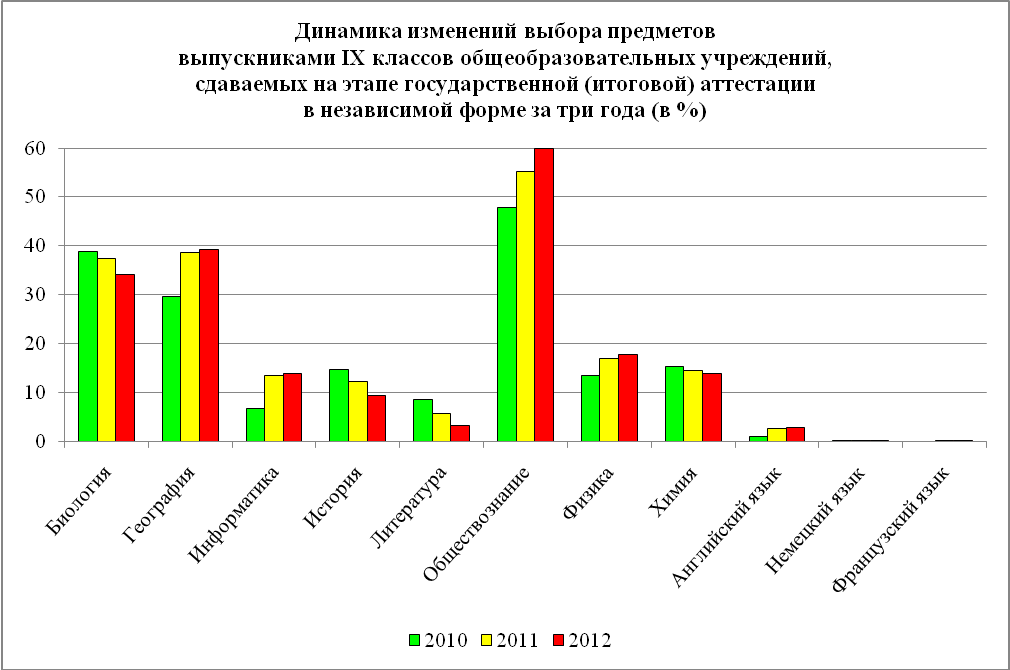 Динамика изменений выбора предметов
выпускниками IX классов общеобразовательных учреждений,
сдаваемых на этапе государственной (итоговой) аттестации
в независимой форме за три года (в %)
60
50
40
30
20
10
0
Биология
География
Информатика
История
Литература
Обществознание
Физика
Химия
Английский язык
Немецкий язык
Французский язык
2010 2011 2012